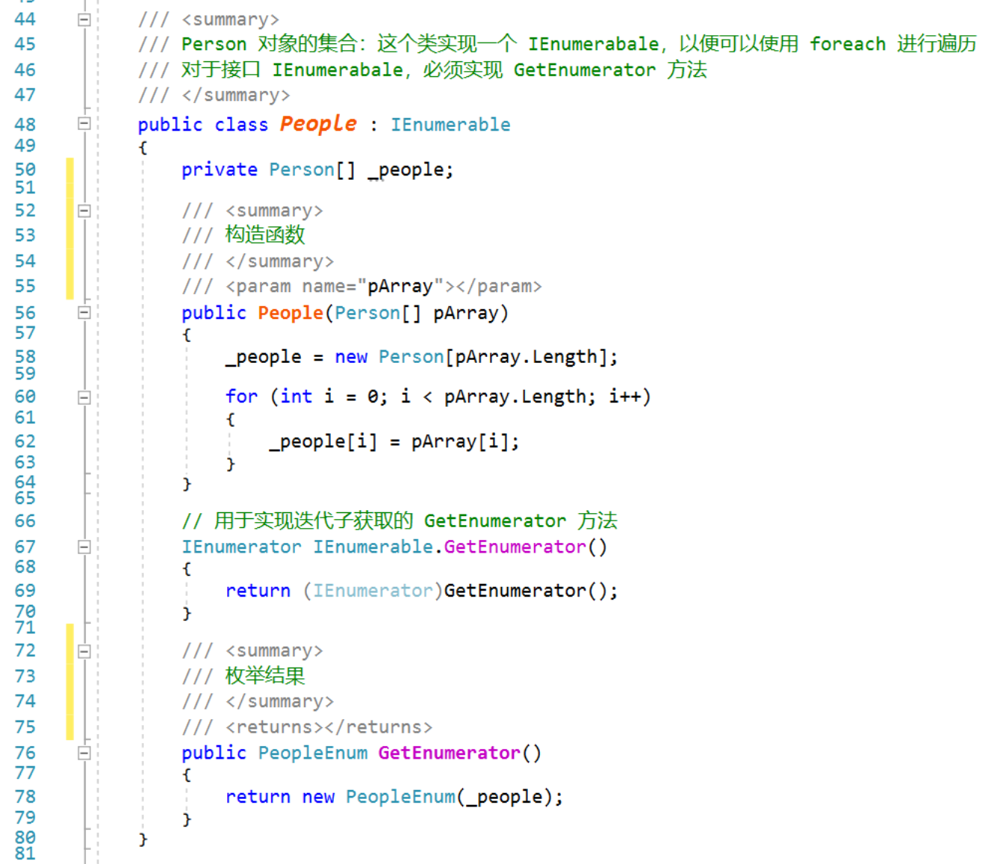 44 /// <summary>
45 /// Person 对象的集合：这个类实现一个 IEnumerabale，以便可以使用 foreach 进行遍历
46 /// 对于接口 IEnumerabale，必须实现 GetEnumerator 方法
47 /// </summary>
48 public class People : IEnumerable
49 {
50 private Person[] _people;
51
52 /// <summary>
53 /// 构造函数
54 /// </summary>
55 /// <param name="pArray"></param>
56 public People(Person[] pArray)
57 {
58 _people = new Person[pArray.Length];
59
60 for (int i = 0; i < pArray.Length; i++)
61 {
62 _people[i] = pArray[i];
63 }
64 }
65
66 // 用于实现迭代子获取的 GetEnumerator 方法
67 IEnumerator IEnumerable.GetEnumerator()
68 {
69 return (IEnumerator)GetEnumerator();
70 }
71
72 /// <summary>
73 /// 枚举结果
74 /// </summary>
75 /// <returns></returns>
76 public PeopleEnum GetEnumerator()
77 {
78 return new PeopleEnum(_people);
79 }
80 }
81